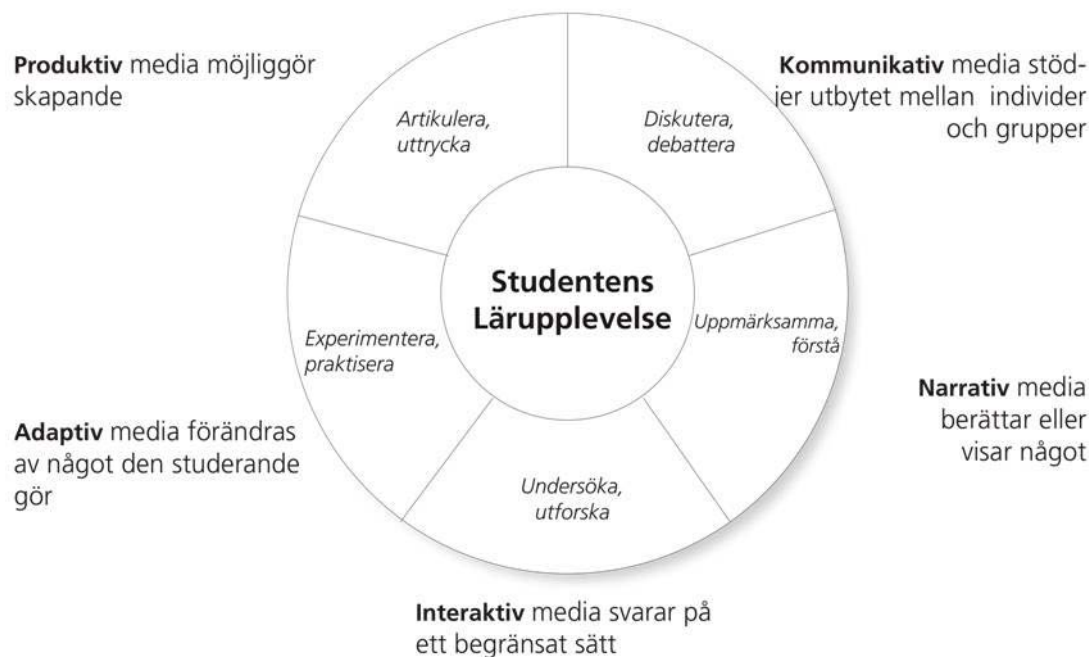 Produktiv media möjliggör
skapande
Kommunikativ media stöd-
jer utbytet mellan individer
och grupper
Artikulera,
uttrycka
Diskutera,
debattera
Studentens
Lärupplevelse
Experimentera,
praktisera
Uppmärksamma,
förstå
Undersöka,
utforska
Adaptiv media förändras
av något den studerande
gör
Narrativ media
berättar eller
visar något
Interaktiv media svarar på
ett begränsat sätt